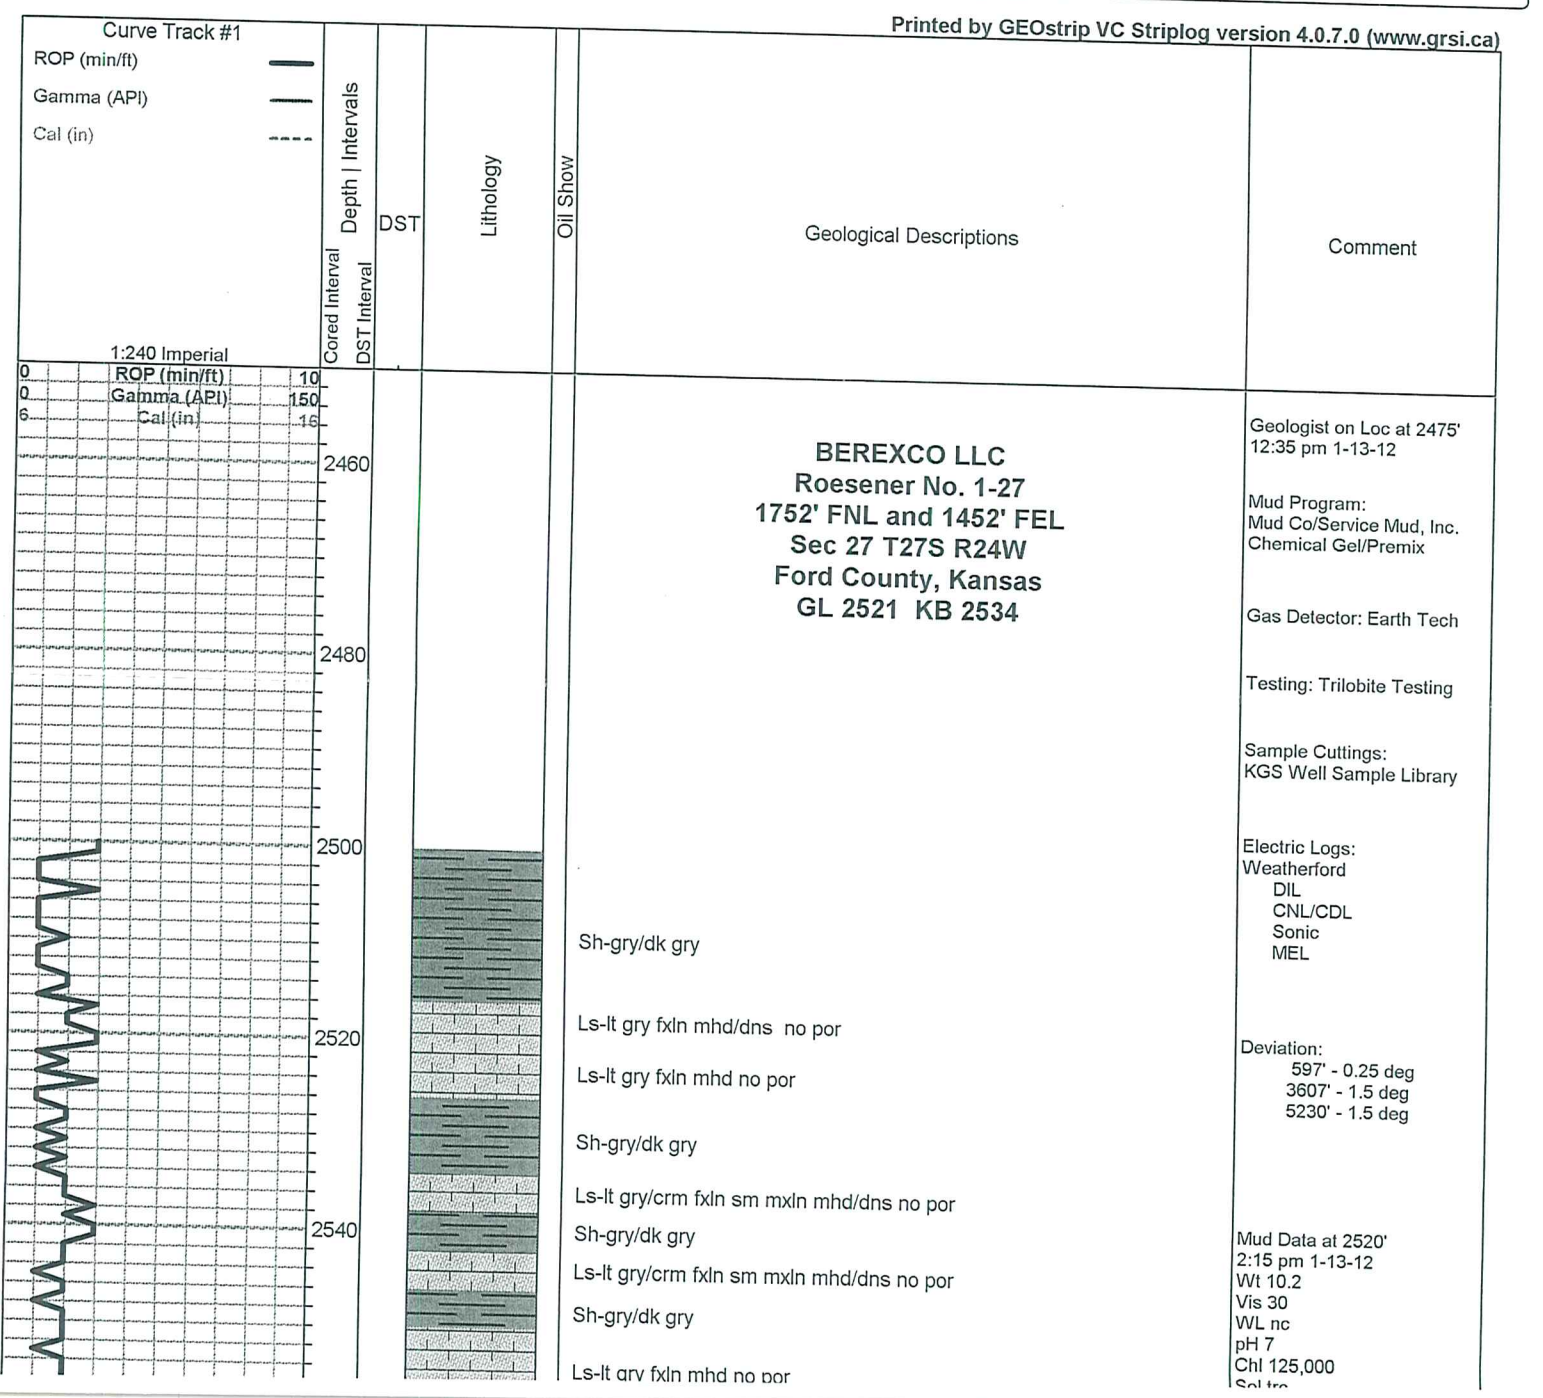 Printed by GEOstrip VC Striplog version 4.0.7.0 (www.grsi.ca)
Curve Track #1
ROP (min/ft)
Gamma (API)
Cal (in)
1:240 Imperial
Cored Interval
Depth | Intervals
DST Interval
DST
Lithology
Oil Show
Geological Descriptions
Comment
0 ROP (min/ft) 10
0 Gamma (API) 150
6 Cal (in) 16
2460
2480
2500
2520
2540
BEREXCO LLC
Roesener No. 1-27
1752' FNL and 1452' FEL
Sec 27 T27S R24W
Ford County, Kansas
GL 2521 KB 2534
Sh-gry/dk gry
Ls-lt gry fxln mhd/dns no por
Ls-lt gry fxln mhd no por
Sh-gry/dk gry
Ls-lt gry/crm fxln sm mxln mhd/dns no por
Sh-gry/dk gry
Ls-lt gry/crm fxln sm mxln mhd/dns no por
Sh-gry/dk gry
Ls-lt gry fxln mhd no por
Geologist on Loc at 2475'
12:35 pm 1-13-12
Mud Program:
Mud Co/Service Mud, Inc.
Chemical Gel/Premix
Gas Detector: Earth Tech
Testing: Trilobite Testing
Sample Cuttings:
KGS Well Sample Library
Electric Logs:
Weatherford
DIL
CNL/CDL
Sonic
MEL
Deviation:
597' - 0.25 deg
3607' - 1.5 deg
5230' - 1.5 deg
Mud Data at 2520'
2:15 pm 1-13-12
Wt 10.2
Vis 30
WL nc
pH 7
Chl 125,000
Sol trc